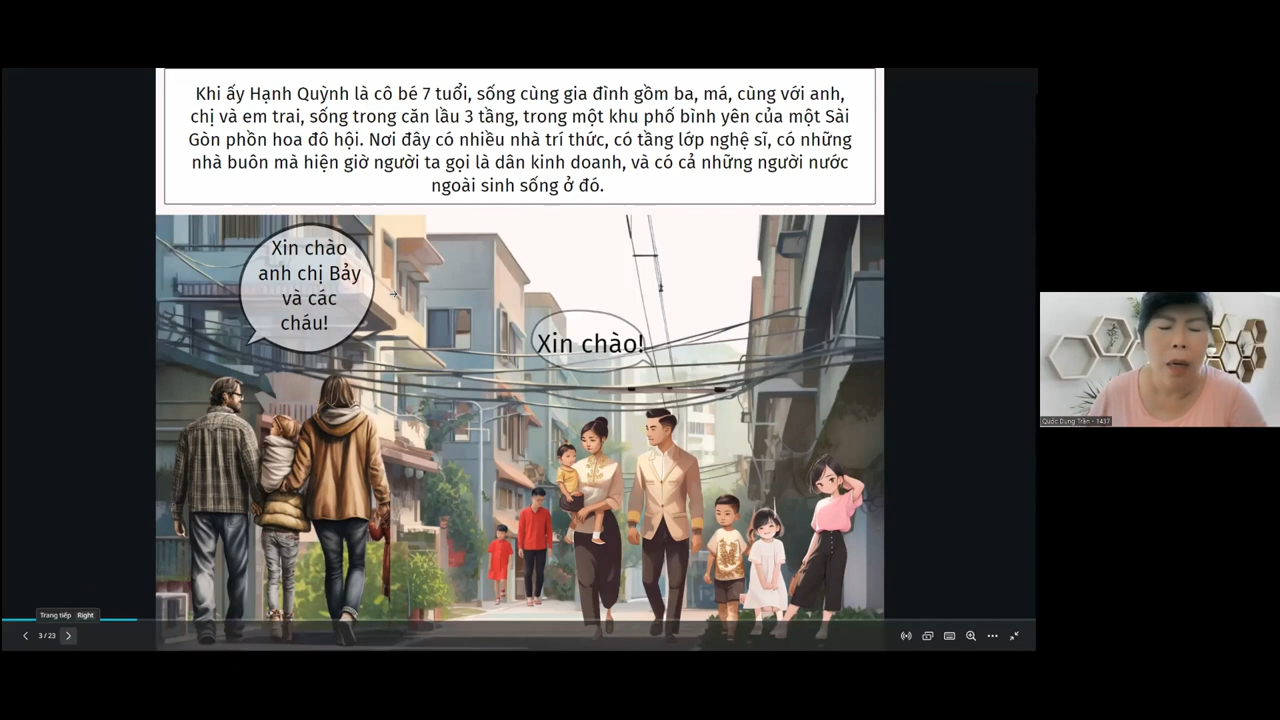 Khi ấy Hạnh Quỳnh là cô bé 7 tuổi, sống cùng gia đình gồm ba, má, cùng với anh,
chị và em trai, sống trong căn lầu 3 tầng, trong một khu phố bình yên của một Sài
Gòn phồn hoa đô hội. Nơi đây có nhiều nhà trí thức, có tầng lớp nghệ sĩ, có những
nhà buôn mà hiện giờ người ta gọi là dân kinh doanh, và có cả những người nước
ngoài sinh sống ở đó.
Xin chào
anh chị Bảy
và các
cháu!
Xin chào!
Quốc Dụng Trần - 1437
Trang tiếp Right
3 / 23